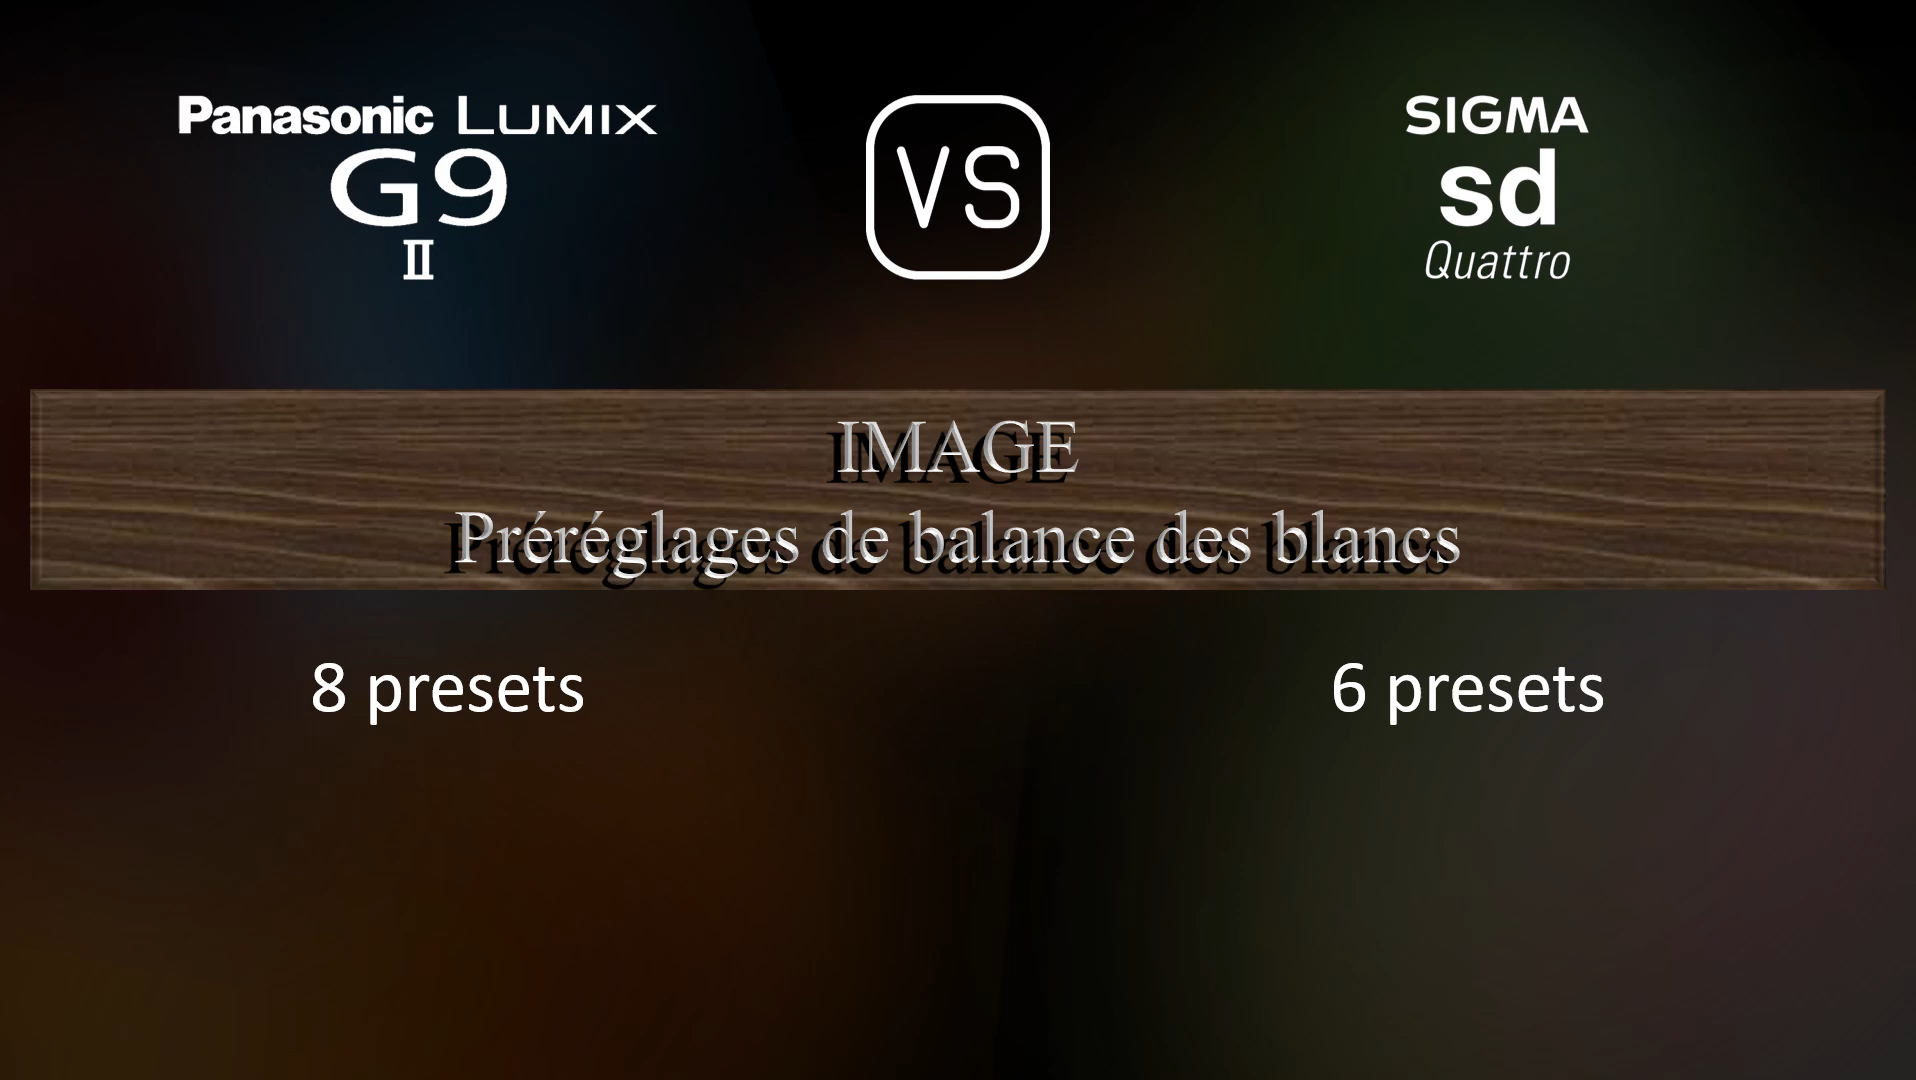 Panasonic LUMIX
G9
II
VS
SIGMA
sd
Quattro
IMAGE
Préréglages de balance des blancs
8 presets
6 presets